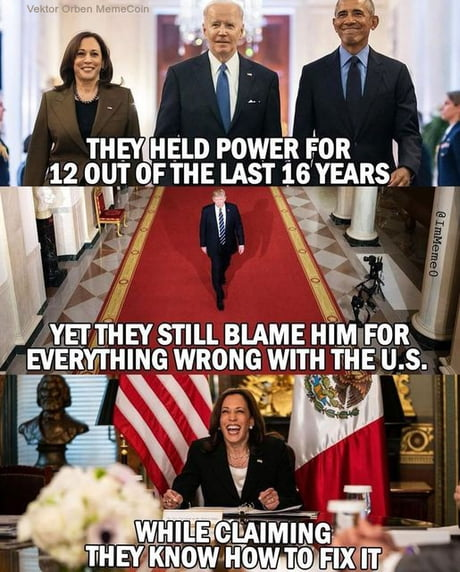 Vektor Orben MemeCoin
THEY HELD POWER FOR
12 OUT OF THE LAST 16 YEARS
@ImMeme0
YET THEY STILL BLAME HIM FOR
EVERYTHING WRONG WITH THE U.S.
WHILE CLAIMING
THEY KNOW HOW TO FIX IT